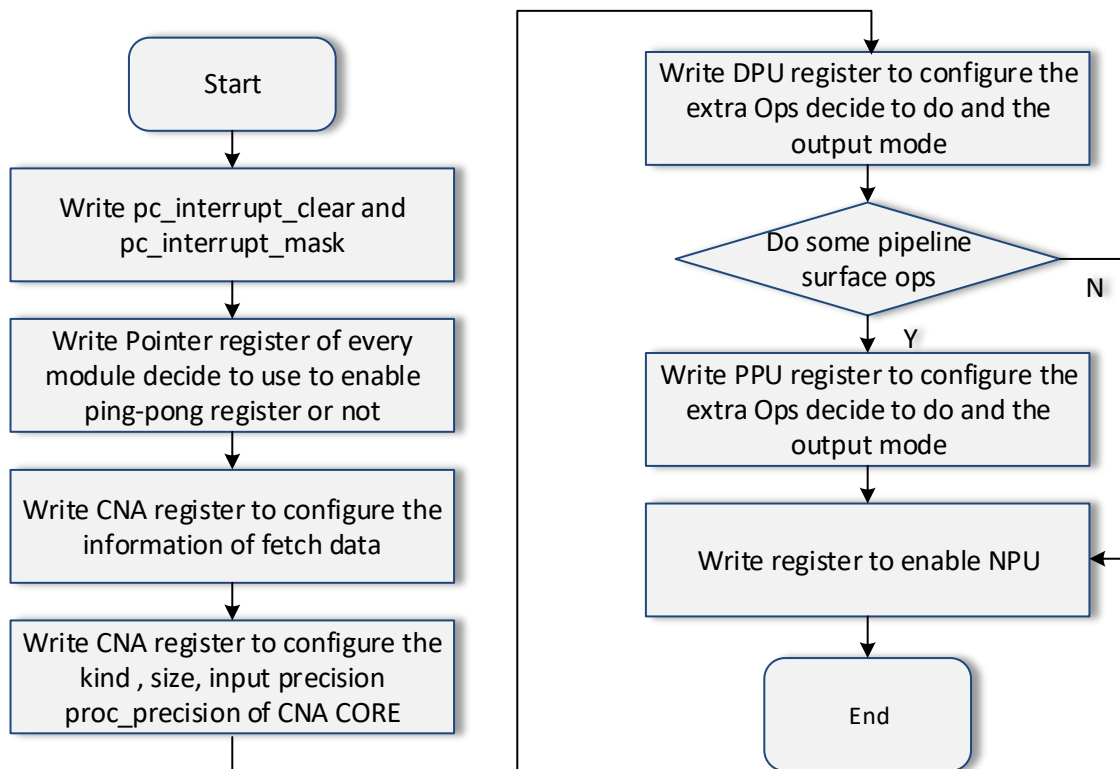 Start
Write pc_interrupt_clear and
pc_interrupt_mask
Write Pointer register of every
module decide to use to enable
ping-pong register or not
Write CNA register to configure the
information of fetch data
Write CNA register to configure the
kind , size, input precision
proc_precision of CNA CORE
Write DPU register to configure the
extra Ops decide to do and the
output mode
Do some pipeline
surface ops
N
Y
Write PPU register to configure the
extra Ops decide to do and the
output mode
Write register to enable NPU
End